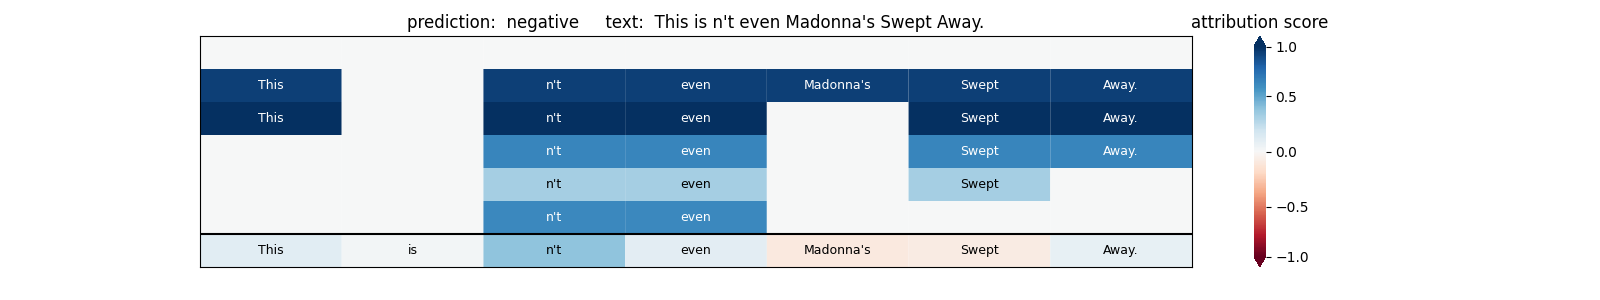 prediction:  negative     text:  This is n't even Madonna's Swept Away.
attribution score
This n't even Madonna's Swept Away.
This n't even Swept Away.
n't even Swept Away.
n't even Swept
n't even
This is n't even Madonna's Swept Away.
1.0
0.5
0.0
−0.5
−1.0